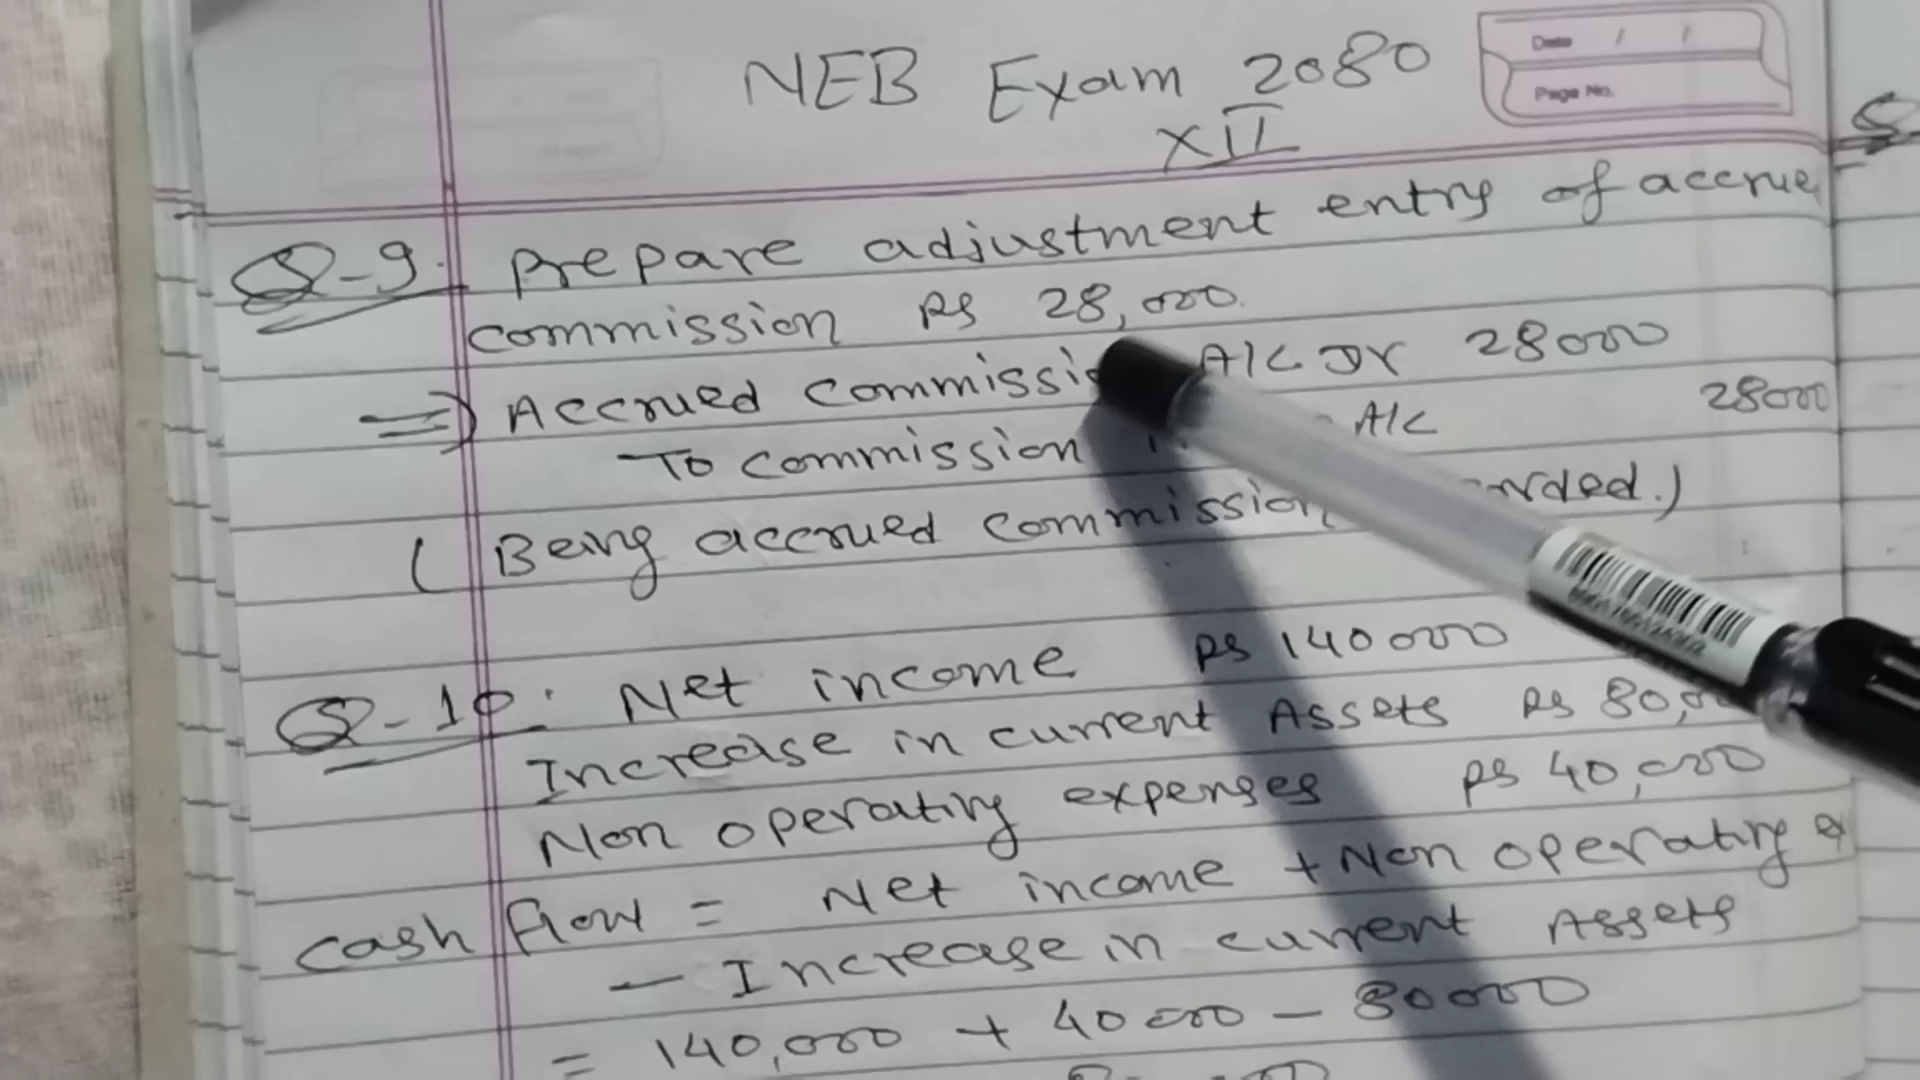 NEB Exam 2080
XII
Date / /
Page No.
Q-9. Prepare adjustment entry of accrue
commission Rs 28,000.
=) Accrued commissi A/C Dr 28000
To commission A/C 28000
( Being accrued commission ded.)
Q-10. Net income Rs 140000
Increase in current Assets Rs 80,0
Non operating expenses Rs 40,000
cash flow = Net income + Non operating ex
- Increase in current Assets
= 140,000 + 40000 - 80000